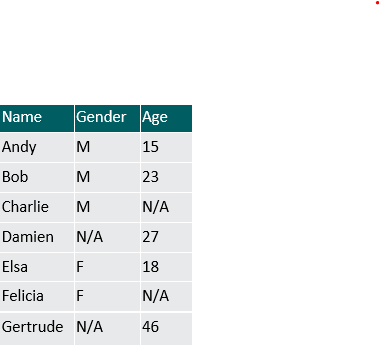 Name Gender Age
Andy M 15
Bob M 23
Charlie M N/A
Damien N/A 27
Elsa F 18
Felicia F N/A
Gertrude N/A 46